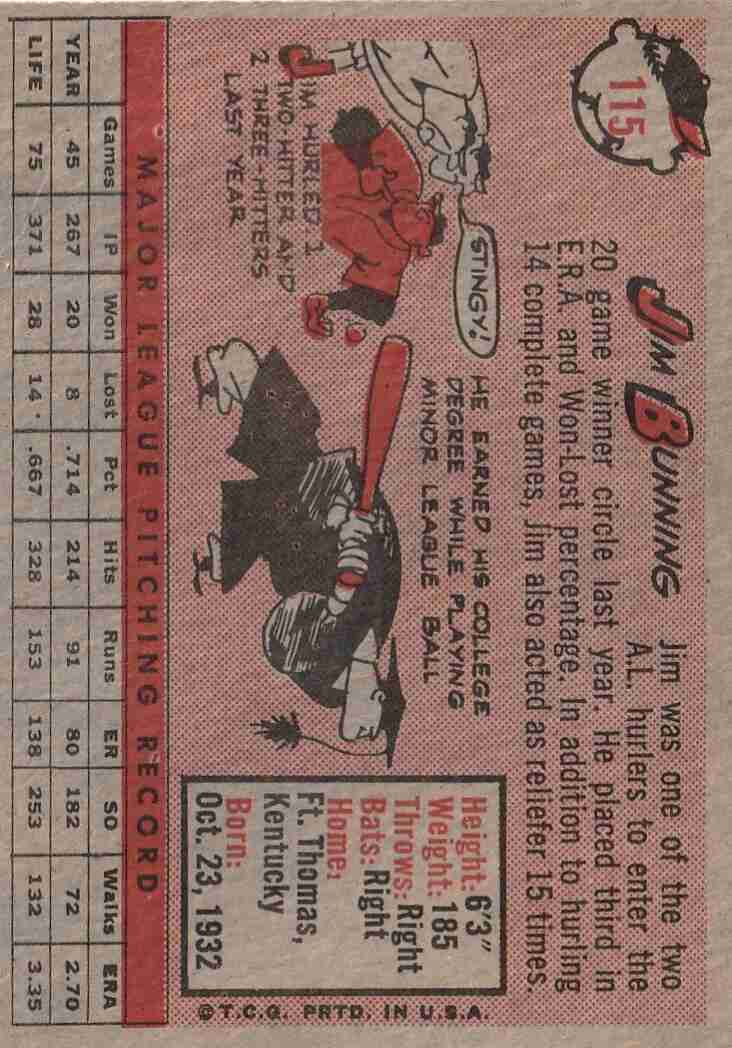 115
JIM BUNNING
Jim was one of the two
A.L. hurlers to enter the
20 game winner circle last year. He placed third in
E.R.A. and Won-Lost percentage. In addition to hurling
14 complete games, Jim also acted as reliefer 15 times.
STINGY!
JIM HURLED 1
TWO-HITTER AND
2 THREE-HITTERS
LAST YEAR
HE EARNED HIS COLLEGE
DEGREE WHILE PLAYING
MINOR LEAGUE BALL
Height: 6'3"
Weight: 185
Throws: Right
Bats: Right
Home:
Ft. Thomas,
Kentucky
Born:
Oct. 23, 1932
©T.C.G. PRTD. IN U.S.A.
MAJOR LEAGUE PITCHING RECORD
Games IP Won Lost Pct Hits Runs ER SO Walks ERA
YEAR 45 267 20 8 .714 214 91 80 182 72 2.70
LIFE 75 371 28 14 .667 328 153 138 253 132 3.35